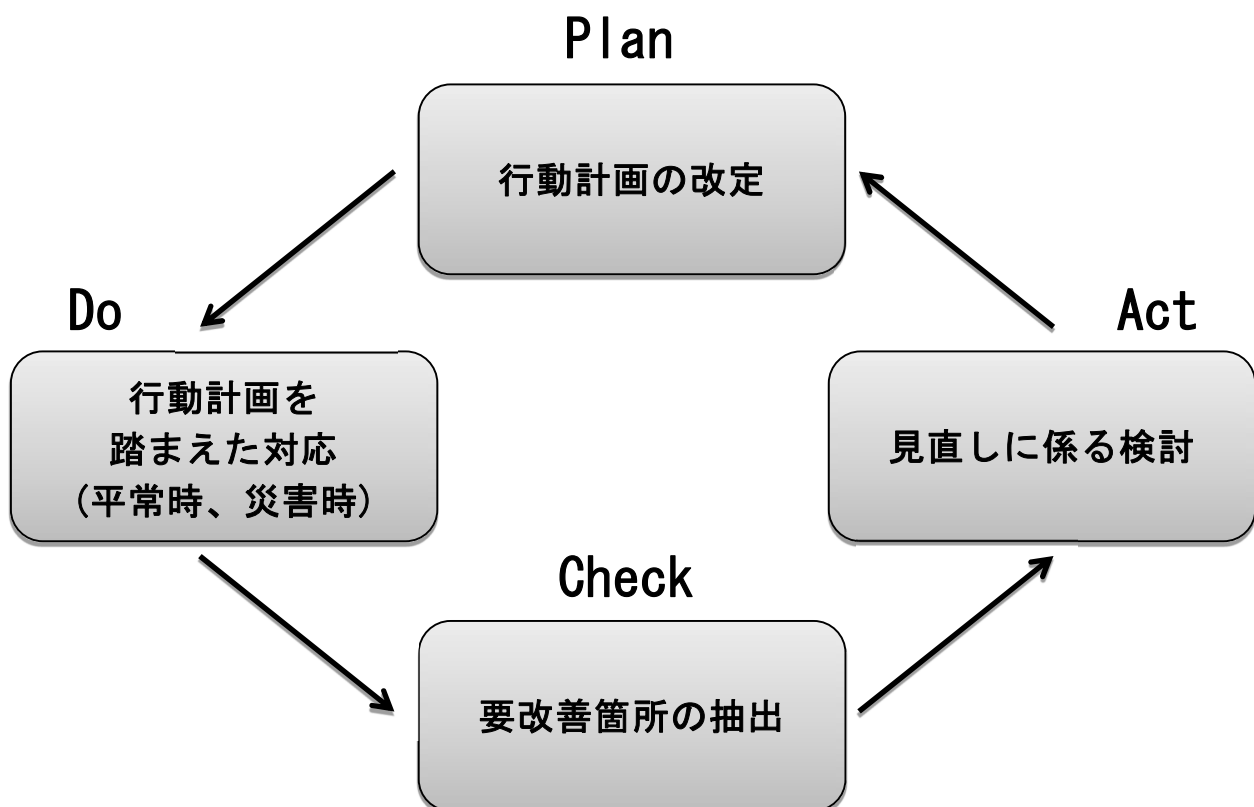 Plan
行動計画の改定
Do
行動計画を
踏まえた対応
(平常時、災害時)
Check
要改善箇所の抽出
Act
見直しに係る検討